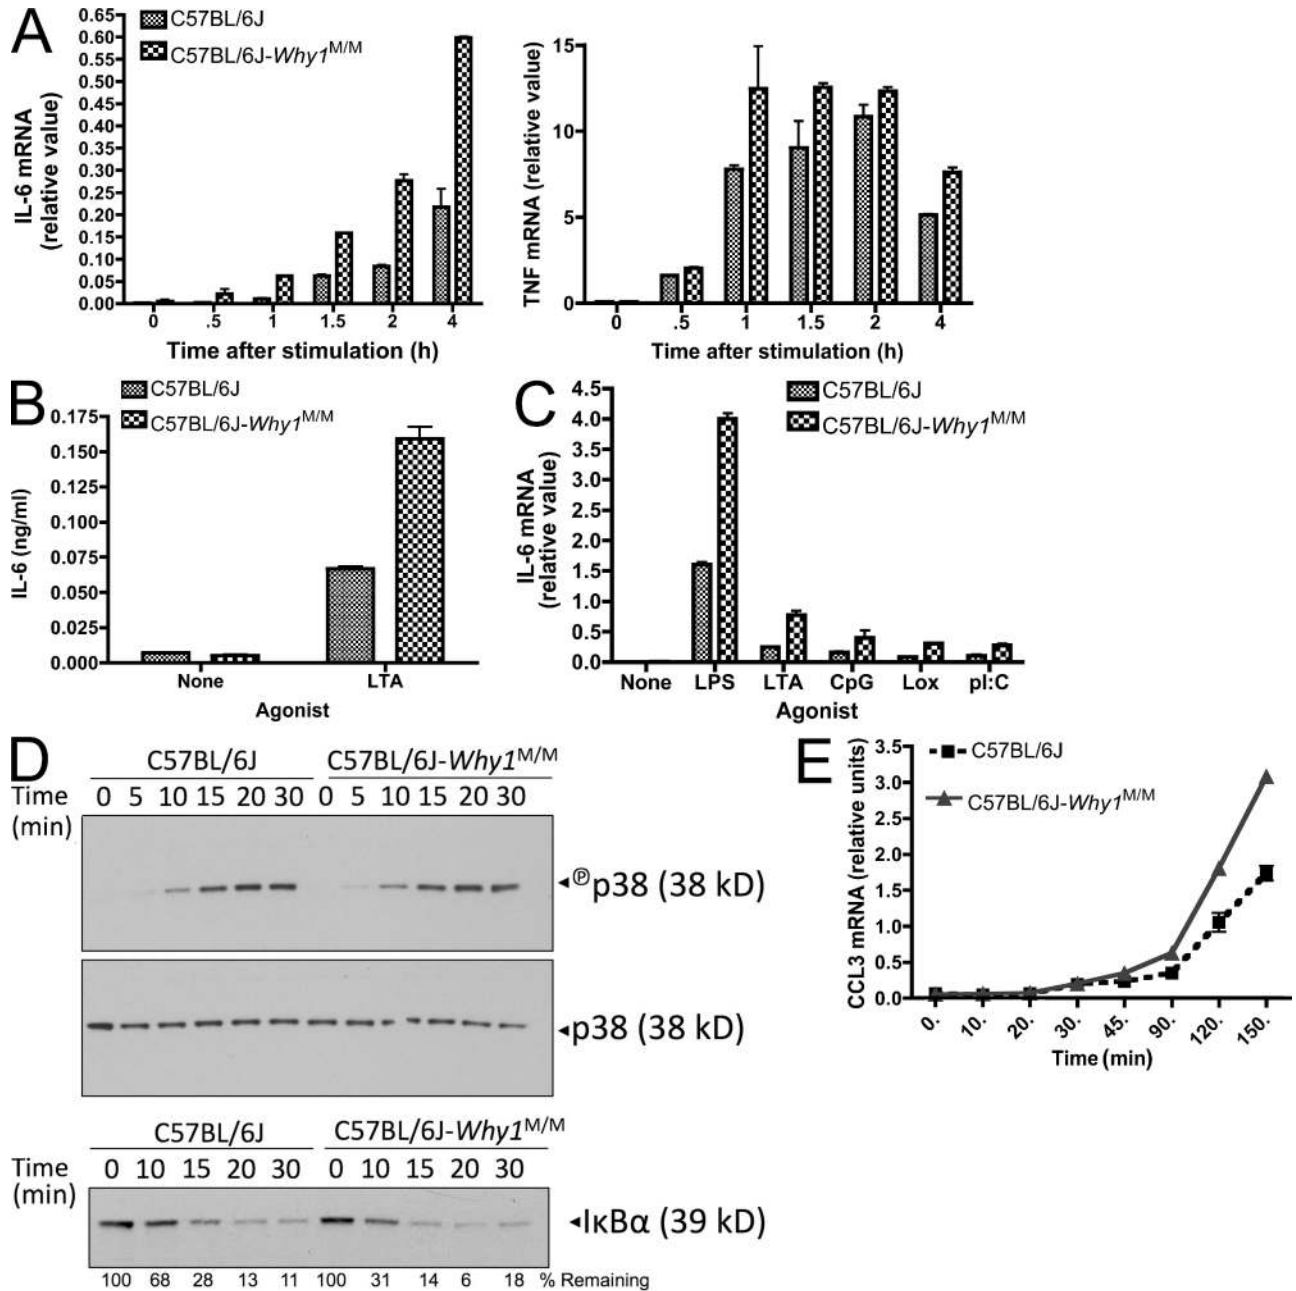 A
C57BL/6J
C57BL/6J-Why1M/M
IL-6 mRNA
(relative value)
0.65
0.60
0.55
0.50
0.45
0.40
0.35
0.30
0.25
0.20
0.15
0.10
0.05
0.00
0 .5 1 1.5 2 4
Time after stimulation (h)
TNF mRNA (relative value)
15
10
5
0
0 .5 1 1.5 2 4
Time after stimulation (h)
B
C57BL/6J
C57BL/6J-Why1M/M
IL-6 (ng/ml)
0.175
0.150
0.125
0.100
0.075
0.050
0.025
0.000
None LTA
Agonist
C
C57BL/6J
C57BL/6J-Why1M/M
IL-6 mRNA
(relative value)
4.5
4.0
3.5
3.0
2.5
2.0
1.5
1.0
0.5
0.0
None LPS LTA CpG Lox pI:C
Agonist
D
C57BL/6J C57BL/6J-Why1M/M
Time 0 5 10 15 20 30 0 5 10 15 20 30
(min)
℗p38 (38 kD)
p38 (38 kD)
C57BL/6J C57BL/6J-Why1M/M
Time 0 10 15 20 30 0 10 15 20 30
(min)
IκBα (39 kD)
100 68 28 13 11 100 31 14 6 18 % Remaining
E
C57BL/6J
C57BL/6J-Why1M/M
CCL3 mRNA (relative units)
3.5
3.0
2.5
2.0
1.5
1.0
0.5
0.0
0. 10. 20. 30. 45. 90. 120. 150.
Time (min)